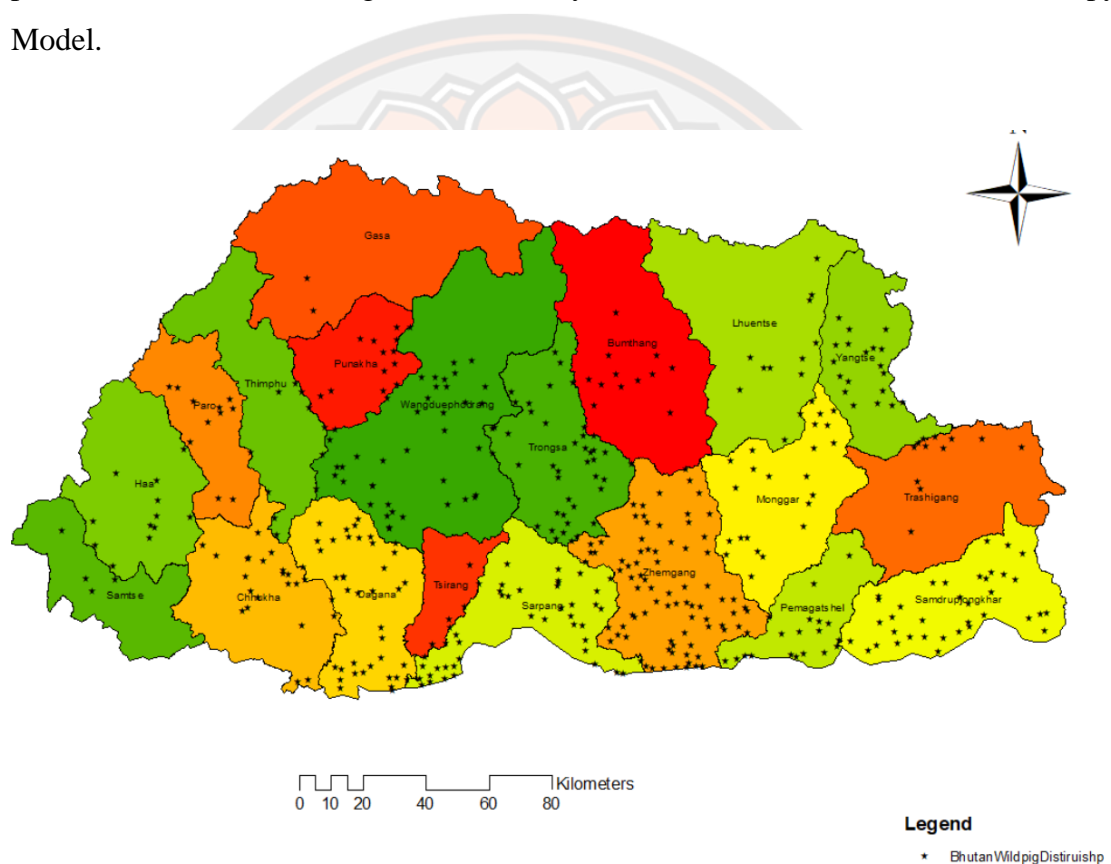 Model.
N
Gasa
Lhuentse
Bumthang
Punakha
Yangtse
Thimphu
Paro
Wangduephodrang
Trongsa
Haa
Monggar
Trashigang
Zhemgang
Tsirang
Samtse
Chhukha
Dagana
Sarpang
Pemagatshel
Samdrupjongkhar
Kilometers
0 10 20 40 60 80
Legend
BhutanWildpigDistiruishp